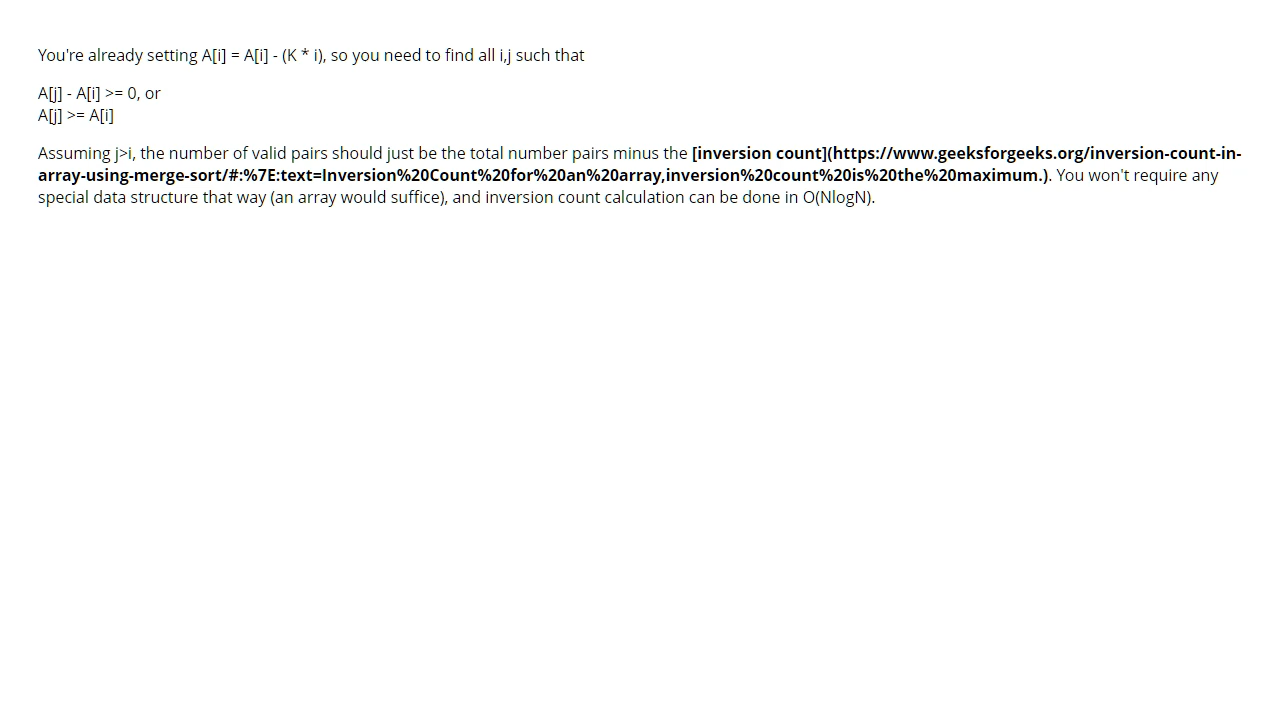 You're already setting A[i] = A[i] - (K * i), so you need to find all i,j such that
A[j] - A[i] >= 0, or
A[j] >= A[i]
Assuming j>i, the number of valid pairs should just be the total number pairs minus the [inversion count](https://www.geeksforgeeks.org/inversion-count-in-
array-using-merge-sort/#:%7E:text=Inversion%20Count%20for%20an%20array,inversion%20count%20is%20the%20maximum.). You won't require any
special data structure that way (an array would suffice), and inversion count calculation can be done in O(NlogN).